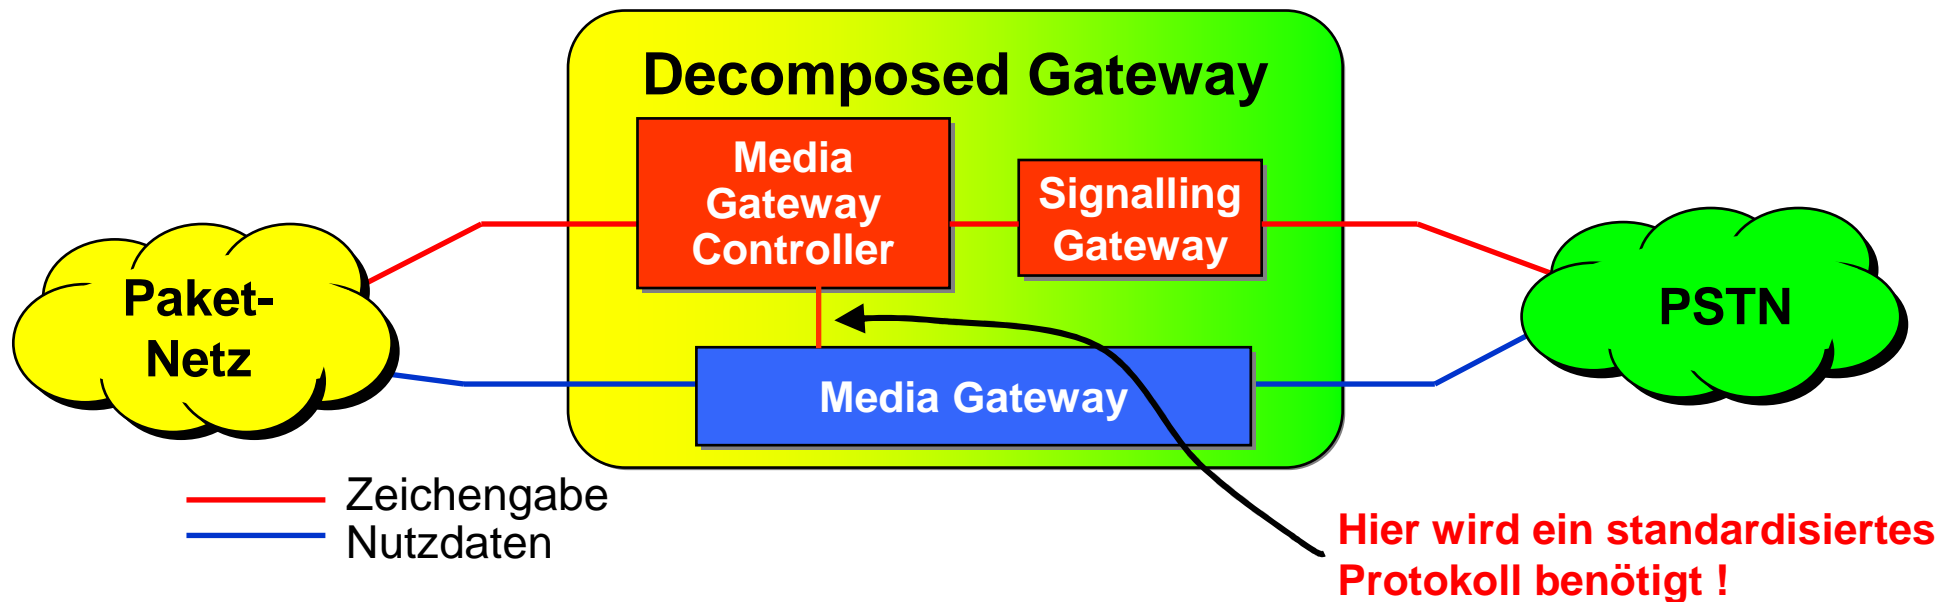 Decomposed Gateway
Media
Gateway
Controller
Signalling
Gateway
Paket-
Netz
PSTN
Media Gateway
Zeichengabe
Nutzdaten
Hier wird ein standardisiertes
Protokoll benötigt !